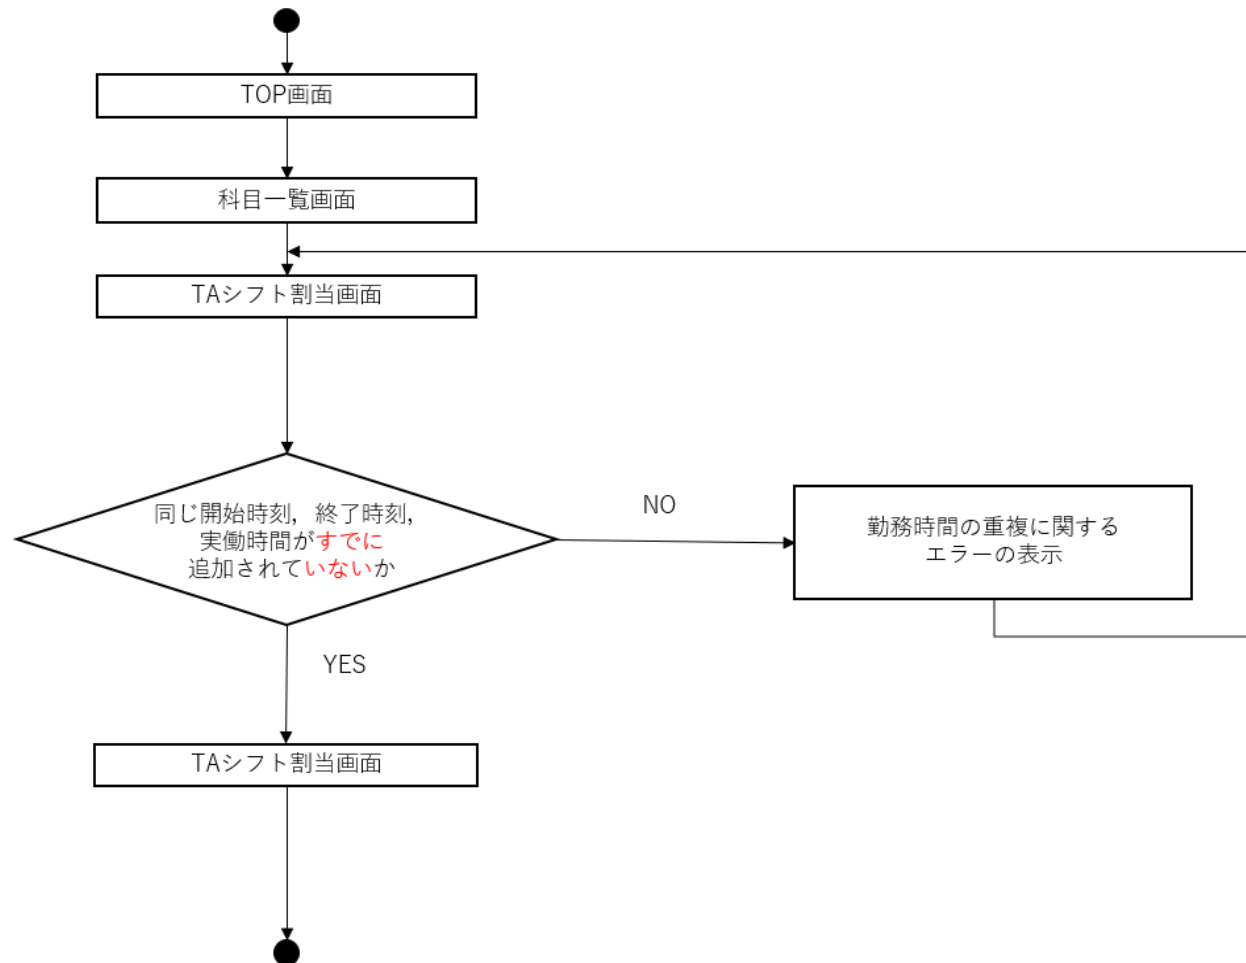 TOP画面
科目一覧画面
TAシフト割当画面
同じ開始時刻，終了時刻，
実働時間がすでに
追加されていないか
NO
勤務時間の重複に関する
エラーの表示
YES
TAシフト割当画面